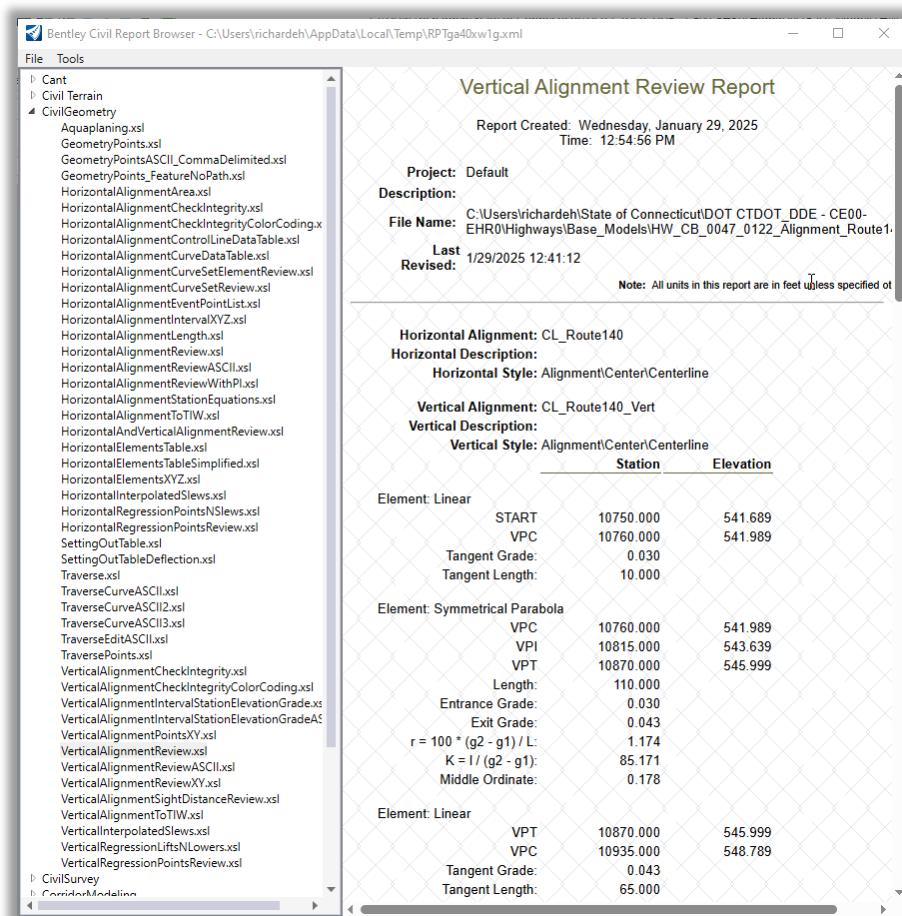 Bentley Civil Report Browser - C:\Users\richardeh\AppData\Local\Temp\RPTga40xw1g.xml
File Tools
Cant
Civil Terrain
CivilGeometry
Aquaplaning.xsl
GeometryPoints.xsl
GeometryPointsASCII_CommaDelimited.xsl
GeometryPoints_FeatureNoPath.xsl
HorizontalAlignmentArea.xsl
HorizontalAlignmentCheckIntegrity.xsl
HorizontalAlignmentCheckIntegrityColorCoding.x
HorizontalAlignmentControlLineDataTable.xsl
HorizontalAlignmentCurveDataTable.xsl
HorizontalAlignmentCurveSetElementReview.xsl
HorizontalAlignmentCurveSetReview.xsl
HorizontalAlignmentEventPointList.xsl
HorizontalAlignmentIntervalXYZ.xsl
HorizontalAlignmentLength.xsl
HorizontalAlignmentReview.xsl
HorizontalAlignmentReviewASCII.xsl
HorizontalAlignmentReviewWithPI.xsl
HorizontalAlignmentStationEquations.xsl
HorizontalAlignmentToTIW.xsl
HorizontalAndVerticalAlignmentReview.xsl
HorizontalElementsTable.xsl
HorizontalElementsTableSimplified.xsl
HorizontalElementsXYZ.xsl
HorizontalInterpolatedSlews.xsl
HorizontalRegressionPointsNSlews.xsl
HorizontalRegressionPointsReview.xsl
SettingOutTable.xsl
SettingOutTableDeflection.xsl
Traverse.xsl
TraverseCurveASCII.xsl
TraverseCurveASCII2.xsl
TraverseCurveASCII3.xsl
TraverseEditASCII.xsl
TraversePoints.xsl
VerticalAlignmentCheckIntegrity.xsl
VerticalAlignmentCheckIntegrityColorCoding.xsl
VerticalAlignmentIntervalStationElevationGrade.xs
VerticalAlignmentIntervalStationElevationGradeAS
VerticalAlignmentPointsXY.xsl
VerticalAlignmentReview.xsl
VerticalAlignmentReviewASCII.xsl
VerticalAlignmentReviewXY.xsl
VerticalAlignmentSightDistanceReview.xsl
VerticalAlignmentToTIW.xsl
VerticalInterpolatedSlews.xsl
VerticalRegressionLiftsNLowers.xsl
VerticalRegressionPointsReview.xsl
CivilSurvey
CorridorModeling
Vertical Alignment Review Report
Report Created: Wednesday, January 29, 2025
Time: 12:54:56 PM
Project: Default
Description:
File Name: C:\Users\richardeh\State of Connecticut\DOT CTDOT_DDE - CE00-
EHR0\Highways\Base_Models\HW_CB_0047_0122_Alignment_Route1
Last Revised: 1/29/2025 12:41:12
Note: All units in this report are in feet unless specified ot
Horizontal Alignment: CL_Route140
Horizontal Description:
Horizontal Style: Alignment\Center\Centerline
Vertical Alignment: CL_Route140_Vert
Vertical Description:
Vertical Style: Alignment\Center\Centerline
Station Elevation
Element: Linear
START 10750.000 541.689
VPC 10760.000 541.989
Tangent Grade: 0.030
Tangent Length: 10.000
Element: Symmetrical Parabola
VPC 10760.000 541.989
VPI 10815.000 543.639
VPT 10870.000 545.999
Length: 110.000
Entrance Grade: 0.030
Exit Grade: 0.043
r = 100 * (g2 - g1) / L: 1.174
K = l / (g2 - g1): 85.171
Middle Ordinate: 0.178
Element: Linear
VPT 10870.000 545.999
VPC 10935.000 548.789
Tangent Grade: 0.043
Tangent Length: 65.000